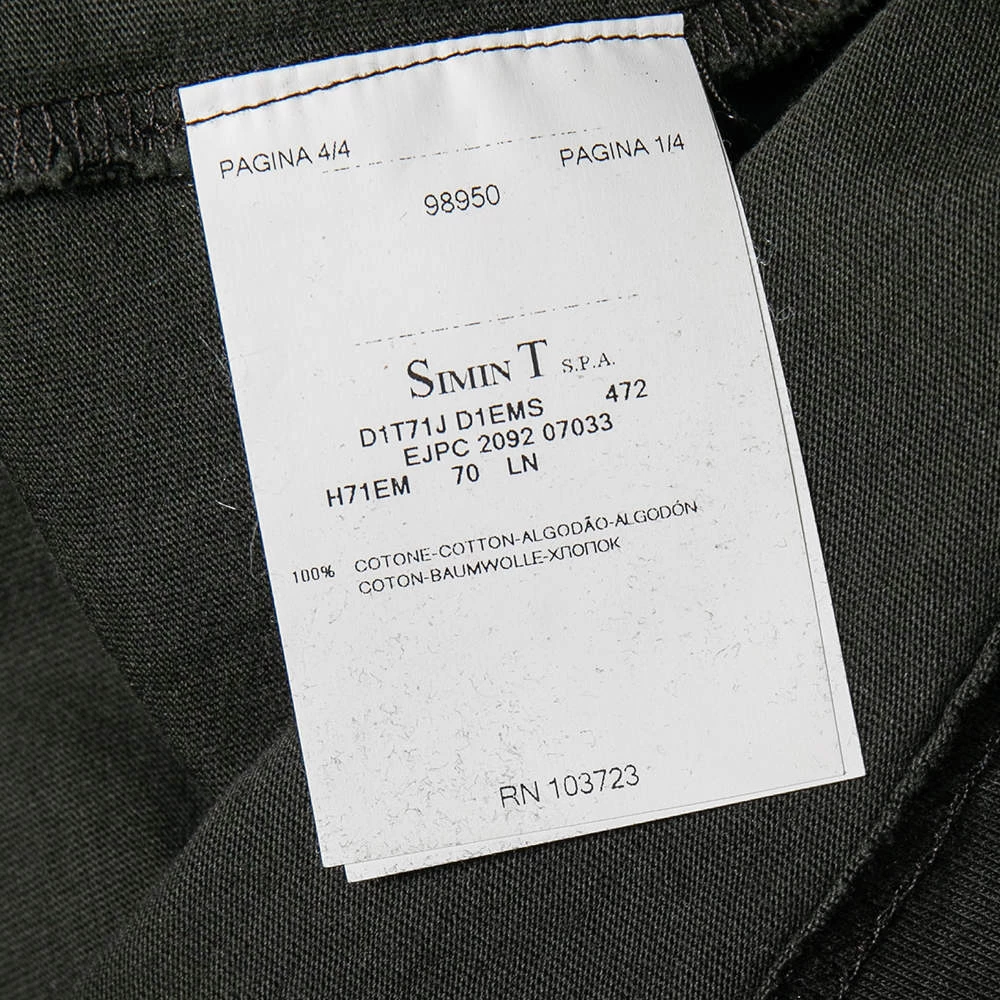 PAGINA 4/4 PAGINA 1/4
98950
SIMIN T S.P.A.
D1T71J D1EMS 472
EJPC 2092 07033
H71EM 70 LN
100% COTONE-COTTON-ALGODÃO-ALGODÓN
COTON-BAUMWOLLE-ХЛОПОК
RN 103723